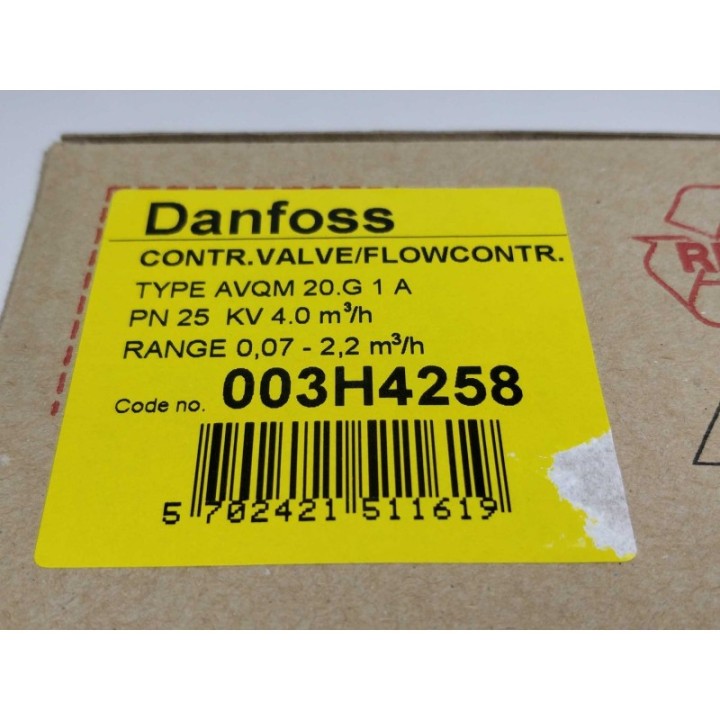 Danfoss
CONTR.VALVE/FLOWCONTR.
TYPE AVQM 20.G 1 A
PN 25 KV 4.0 m³/h
RANGE 0,07 - 2,2 m³/h
Code no. 003H4258
5 702421 511619